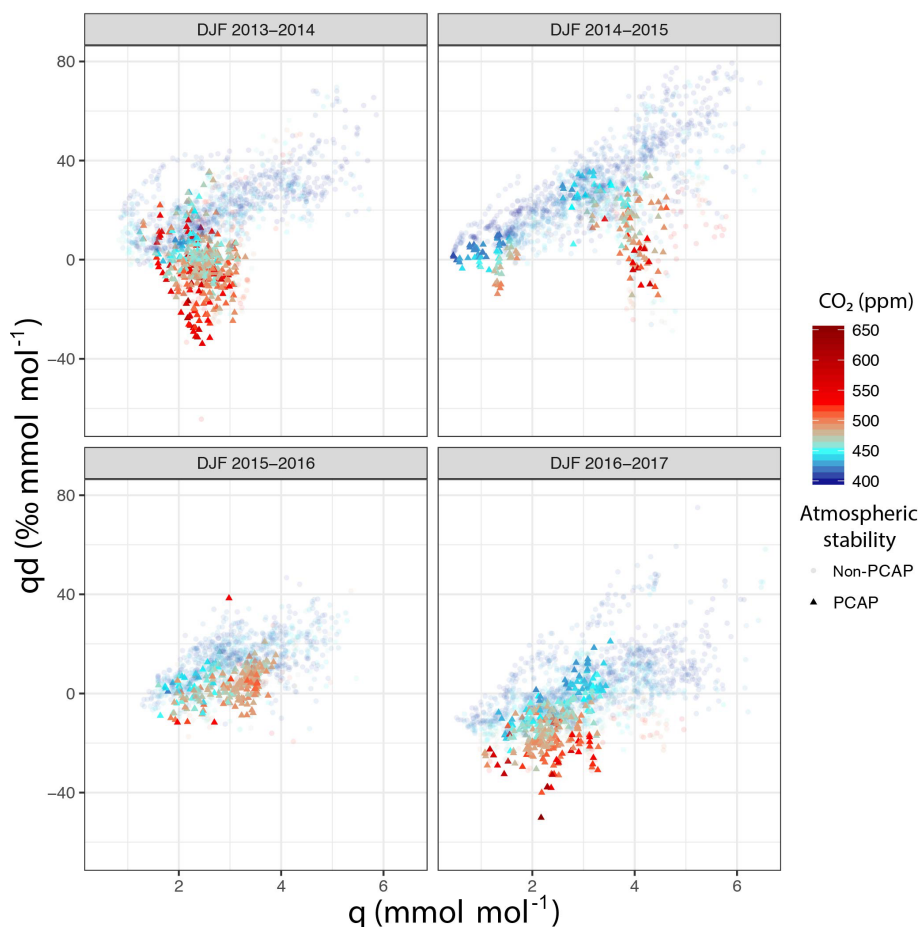 DJF 2013–2014
DJF 2014–2015
80
40
0
−40
DJF 2015–2016
DJF 2016–2017
80
40
0
−40
2
4
6
2
4
6
q (mmol mol⁻¹)
qd (‰ mmol mol⁻¹)
CO₂ (ppm)
650
600
550
500
450
400
Atmospheric
stability
Non-PCAP
PCAP